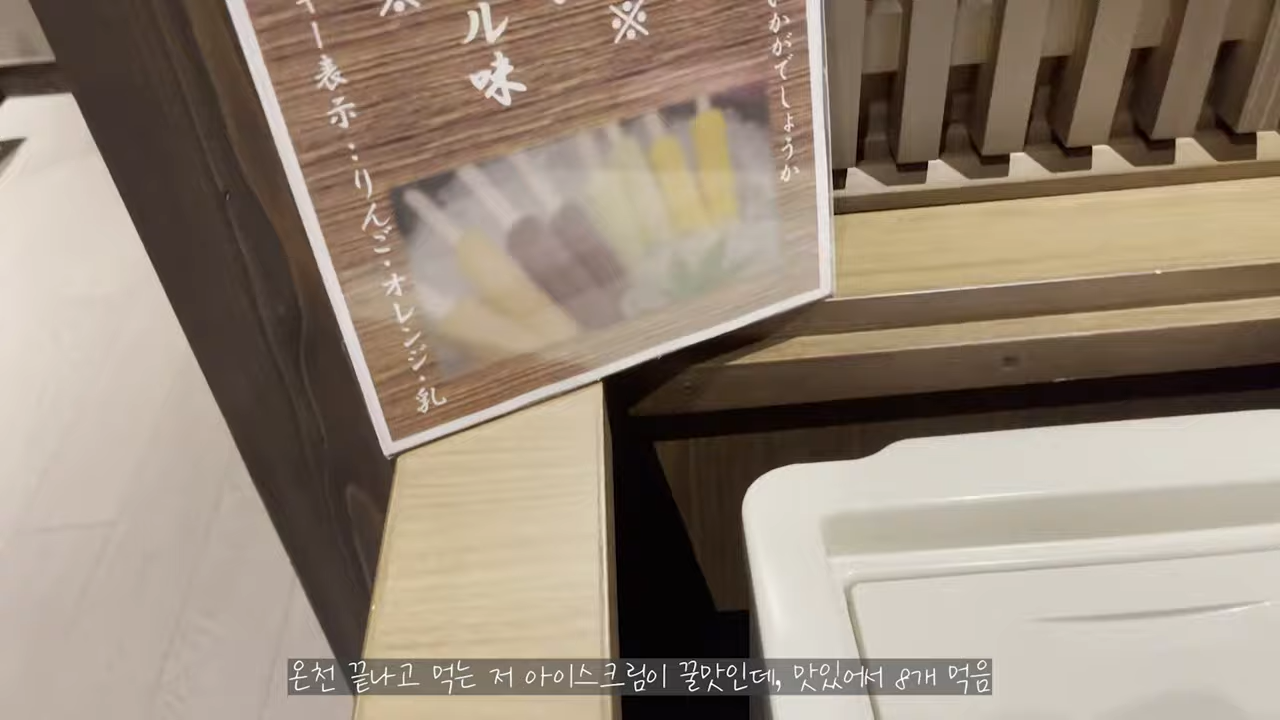 いかがでしょうか
※
ル味
ー表示:りんご・オレンジ・乳
온천 끝나고 먹는 저 아이스크림이 꿀맛인데, 맛있어서 8개 먹음